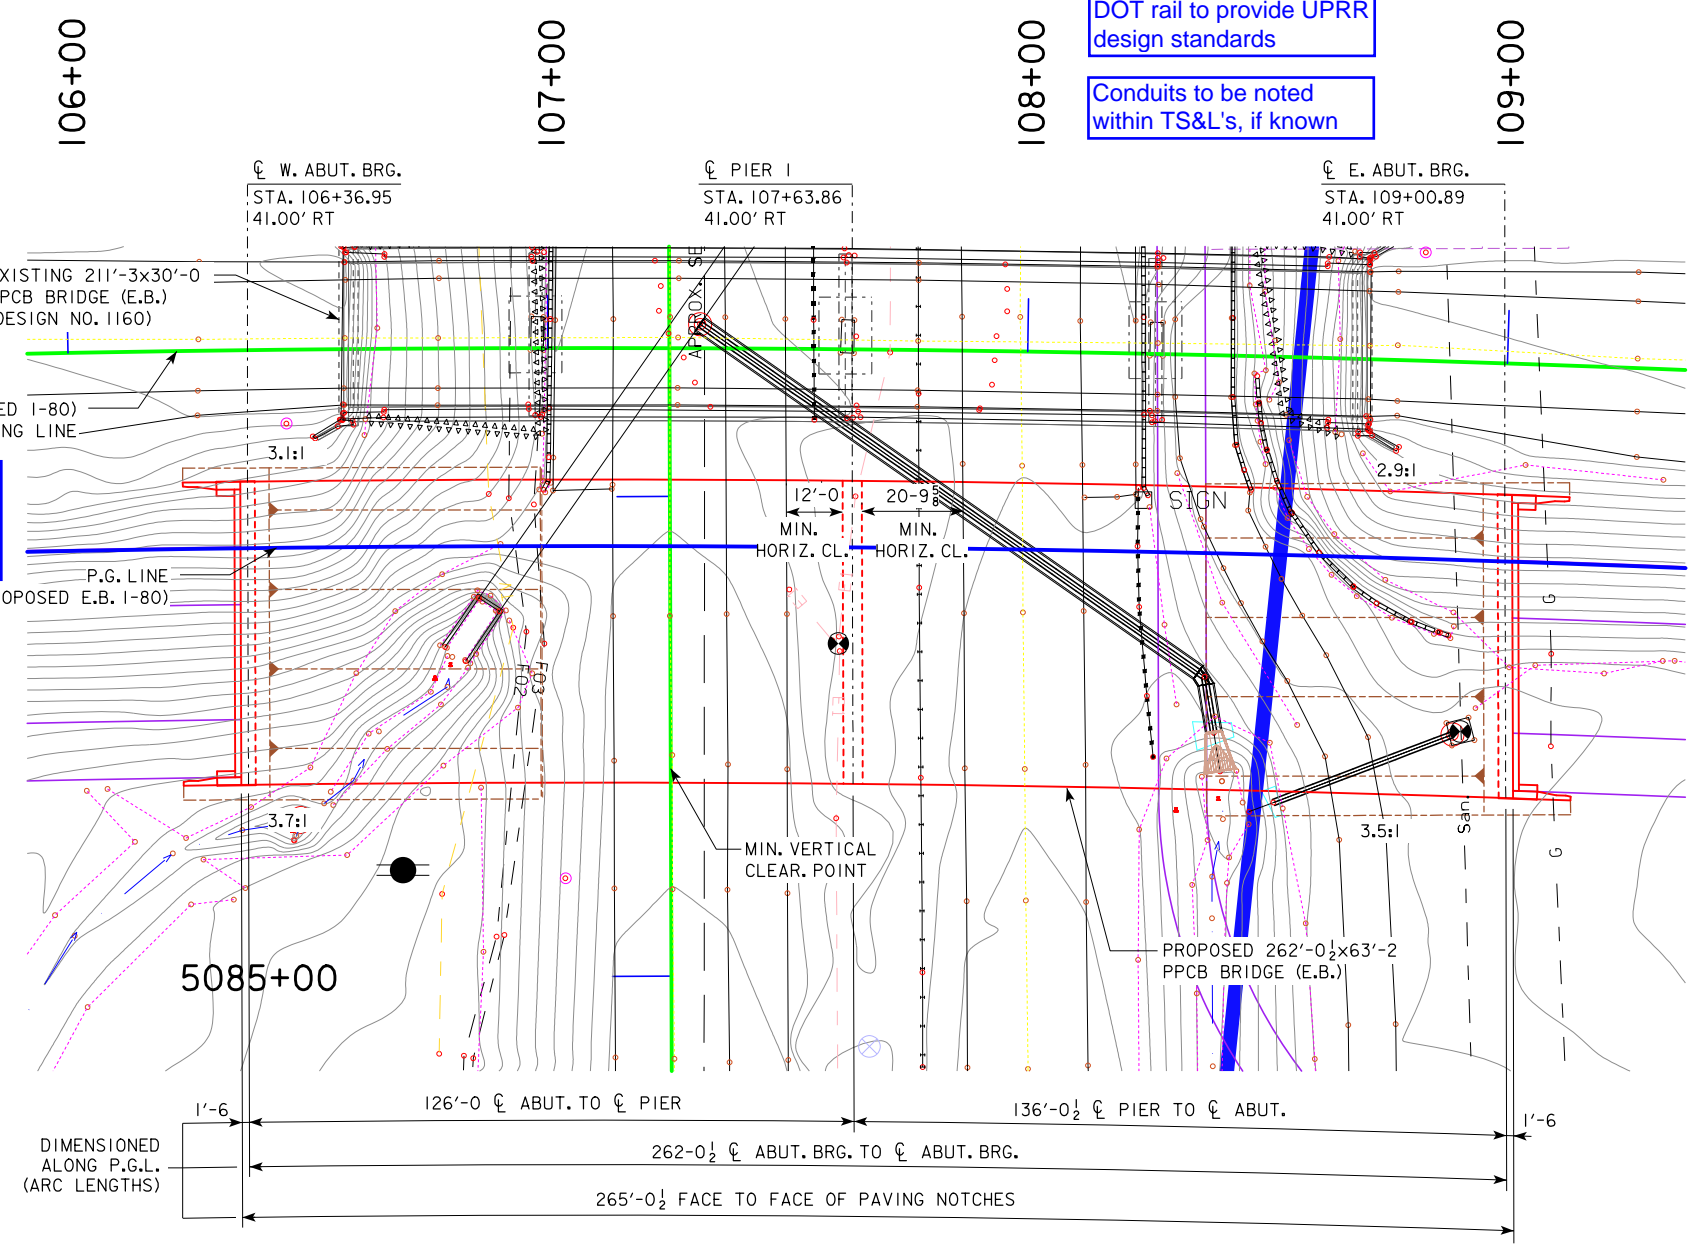 DOT rail to provide UPRR
design standards
Conduits to be noted
within TS&L's, if known
106+00
107+00
108+00
109+00
℄ W. ABUT. BRG.
STA. 106+36.95
41.00' RT
℄ PIER 1
STA. 107+63.86
41.00' RT
℄ E. ABUT. BRG.
STA. 109+00.89
41.00' RT
XISTING 211'-3x30'-0
PCB BRIDGE (E.B.)
DESIGN NO. 1160)
APPROX. SE
ED I-80)
NG LINE
3.1:1
2.9:1
12'-0
MIN.
HORIZ. CL.
20-9 5/8
MIN.
HORIZ. CL.
SIGN
P.G. LINE
OPOSED E.B. I-80)
FO2
FO3
G
3.7:1
3.5:1
San.
G
MIN. VERTICAL
CLEAR. POINT
5085+00
PROPOSED 262'-0½x63'-2
PPCB BRIDGE (E.B.)
1'-6
126'-0 ℄ ABUT. TO ℄ PIER
136'-0½ ℄ PIER TO ℄ ABUT.
1'-6
DIMENSIONED
ALONG P.G.L.
(ARC LENGTHS)
262-0½ ℄ ABUT. BRG. TO ℄ ABUT. BRG.
265'-0½ FACE TO FACE OF PAVING NOTCHES